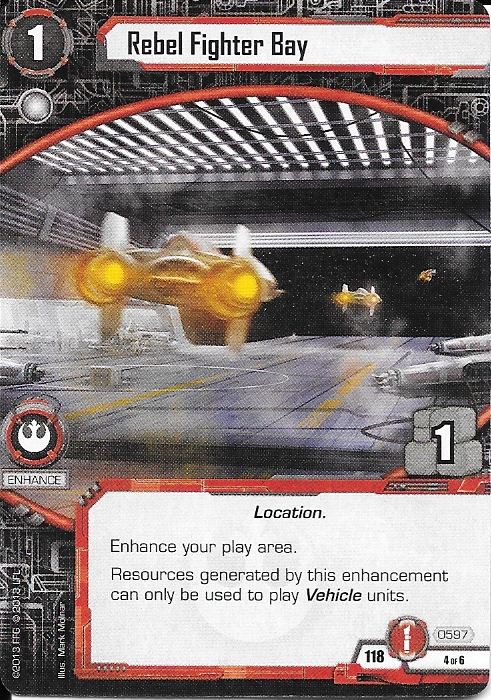 1
Rebel Fighter Bay
1
ENHANCE
Location.
Enhance your play area.
Resources generated by this enhancement
can only be used to play Vehicle units.
©2013 FFG © 2013 LFL
Illus. Mark Molnar
118
0597
4 OF 6